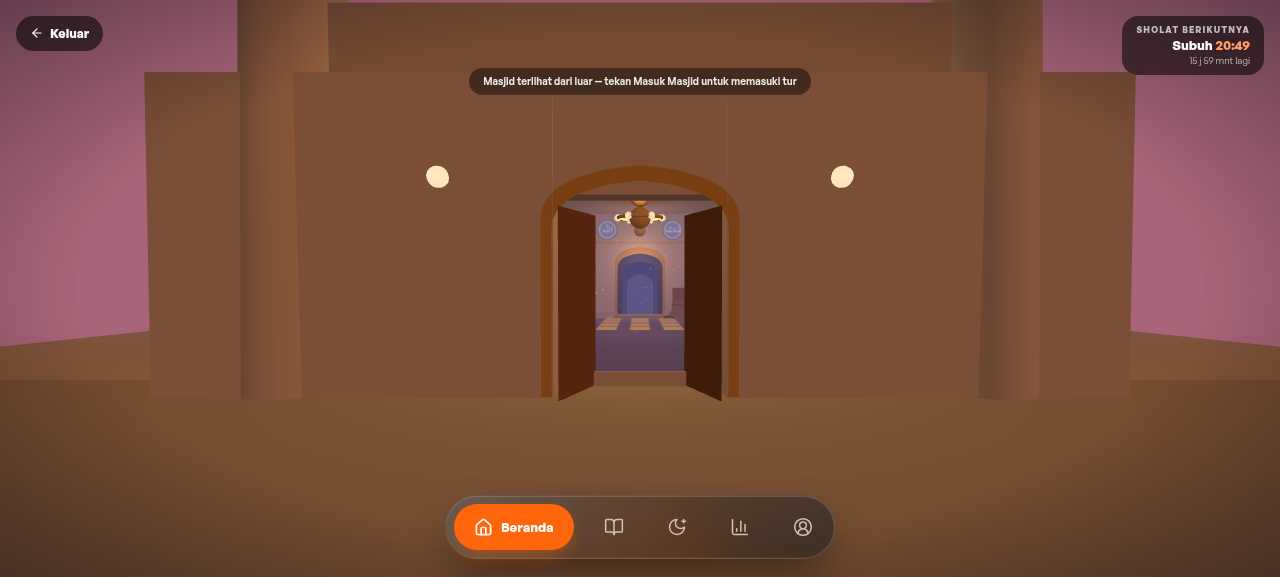 Keluar
SHOLAT BERIKUTNYA
Subuh 20:49
15 j 59 mnt lagi
Masjid terlihat dari luar — tekan Masuk Masjid untuk memasuki tur
Beranda